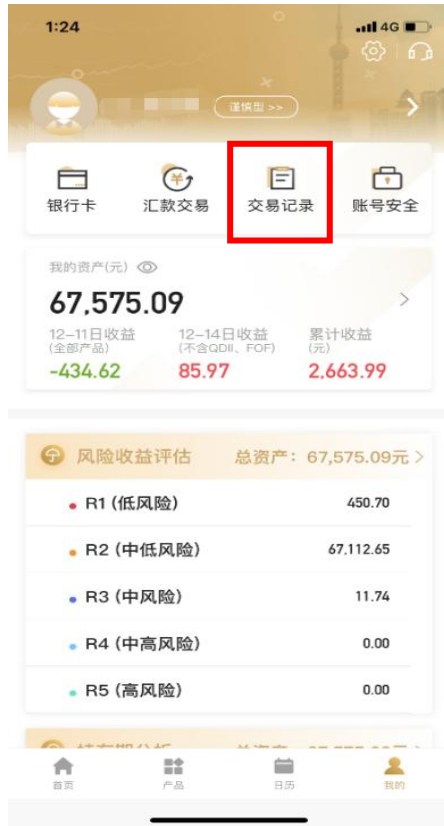 1:24
4G
谨慎型 >>
银行卡
汇款交易
交易记录
账号安全
我的资产(元)
67,575.09
12-11日收益
(全部产品)
-434.62
12-14日收益
(不含QDII、FOF)
85.97
累计收益
(元)
2,663.99
风险收益评估
总资产：67,575.09元 >
R1 (低风险)
450.70
R2 (中低风险)
67,112.65
R3 (中风险)
11.74
R4 (中高风险)
0.00
R5 (高风险)
0.00
首页
产品
日历
我的